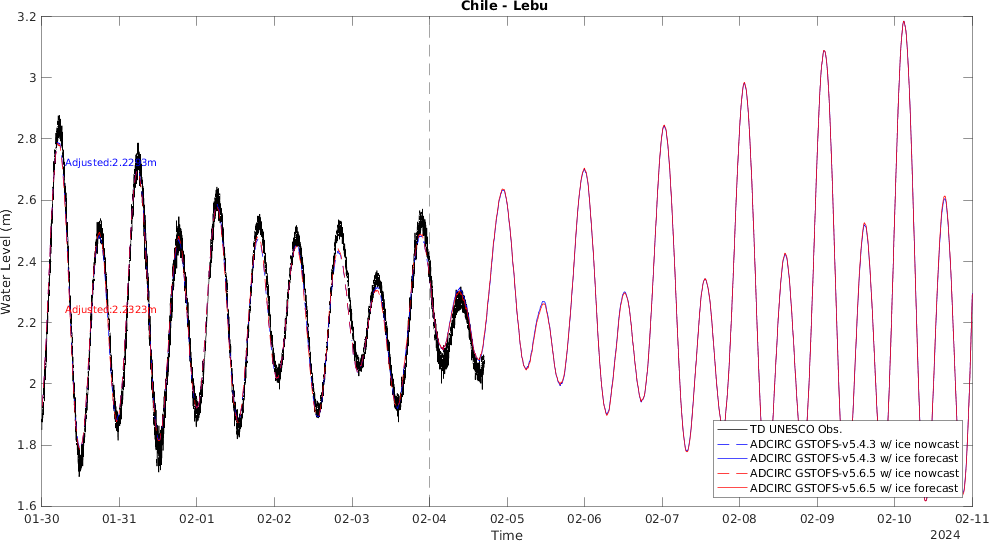 Chile - Lebu
Water Level (m)
3.2
3
2.8
2.6
2.4
2.2
2
1.8
1.6
Adjusted:2.2283m
Adjusted:2.2323m
TD UNESCO Obs.
ADCIRC GSTOFS-v5.4.3 w/ ice nowcast
ADCIRC GSTOFS-v5.4.3 w/ ice forecast
ADCIRC GSTOFS-v5.6.5 w/ ice nowcast
ADCIRC GSTOFS-v5.6.5 w/ ice forecast
01-30 01-31 02-01 02-02 02-03 02-04 02-05 02-06 02-07 02-08 02-09 02-10 02-11
Time
2024